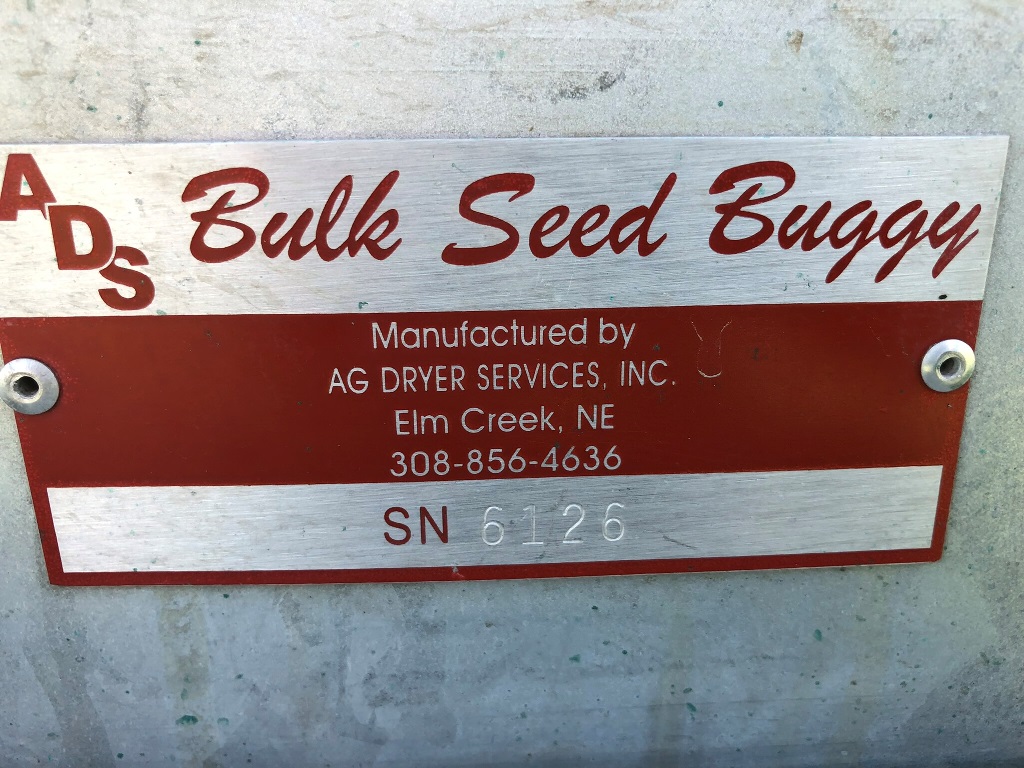 ADS Bulk Seed Buggy
Manufactured by
AG DRYER SERVICES, INC.
Elm Creek, NE
308-856-4636
SN 6126